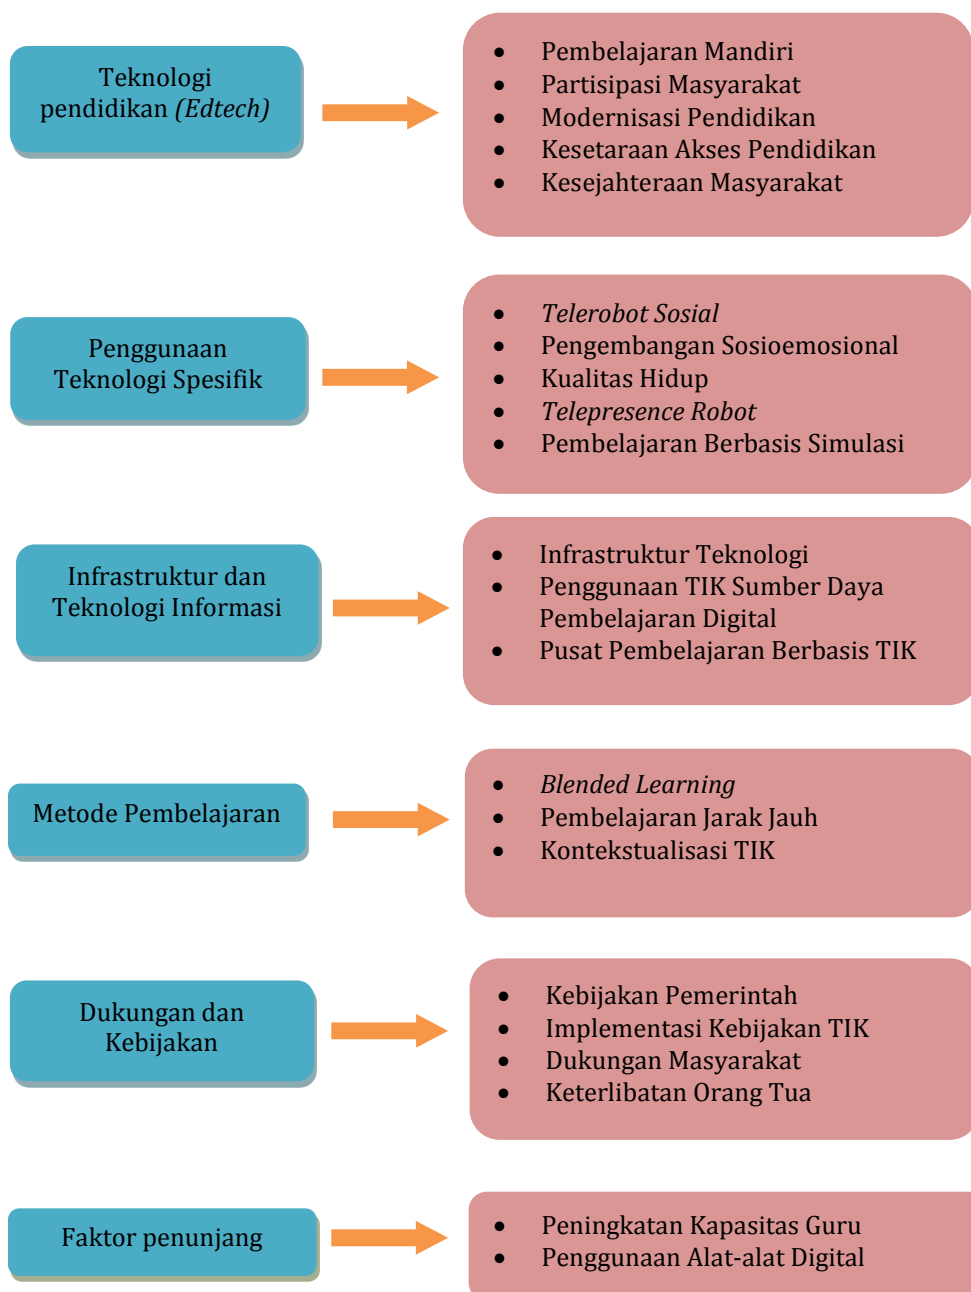 Teknologi
pendidikan (Edtech)
• Pembelajaran Mandiri
• Partisipasi Masyarakat
• Modernisasi Pendidikan
• Kesetaraan Akses Pendidikan
• Kesejahteraan Masyarakat
Penggunaan
Teknologi Spesifik
• Telerobot Sosial
• Pengembangan Sosioemosional
• Kualitas Hidup
• Telepresence Robot
• Pembelajaran Berbasis Simulasi
Infrastruktur dan
Teknologi Informasi
• Infrastruktur Teknologi
• Penggunaan TIK Sumber Daya
Pembelajaran Digital
• Pusat Pembelajaran Berbasis TIK
Metode Pembelajaran
• Blended Learning
• Pembelajaran Jarak Jauh
• Kontekstualisasi TIK
Dukungan dan
Kebijakan
• Kebijakan Pemerintah
• Implementasi Kebijakan TIK
• Dukungan Masyarakat
• Keterlibatan Orang Tua
Faktor penunjang
• Peningkatan Kapasitas Guru
• Penggunaan Alat-alat Digital